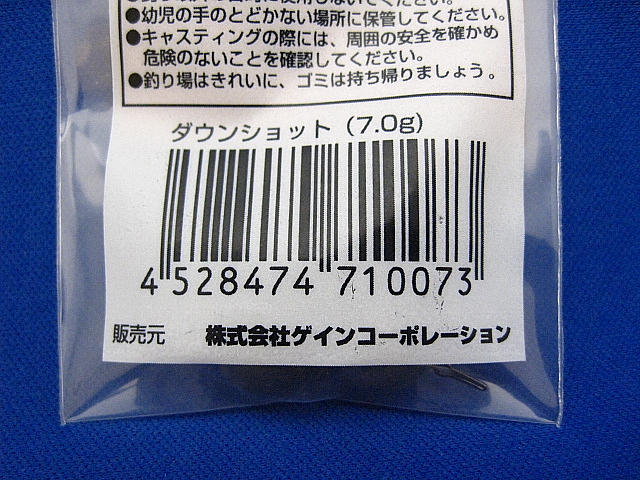 ●幼児の手のとどかない場所に保管してください。
●キャスティングの際には、周囲の安全を確かめ
危険のないことを確認してください。
●釣り場はきれいに、ゴミは持ち帰りましょう。
ダウンショット（7.0g）
4 528474 710073
販売元 株式会社ゲインコーポレーション